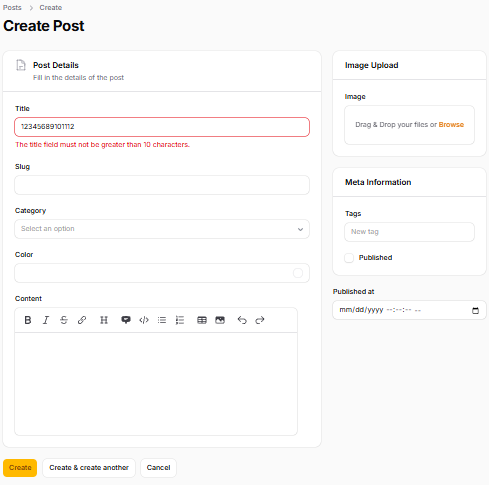 Posts > Create
Create Post
Post Details
Fill in the details of the post
Title
12345689101112
The title field must not be greater than 10 characters.
Slug
Category
Select an option
Color
Content
B I S H
Create
Create & create another
Cancel
Image Upload
Image
Drag & Drop your files or Browse
Meta Information
Tags
New tag
Published
Published at
mm/dd/yyyy --:--:-- --